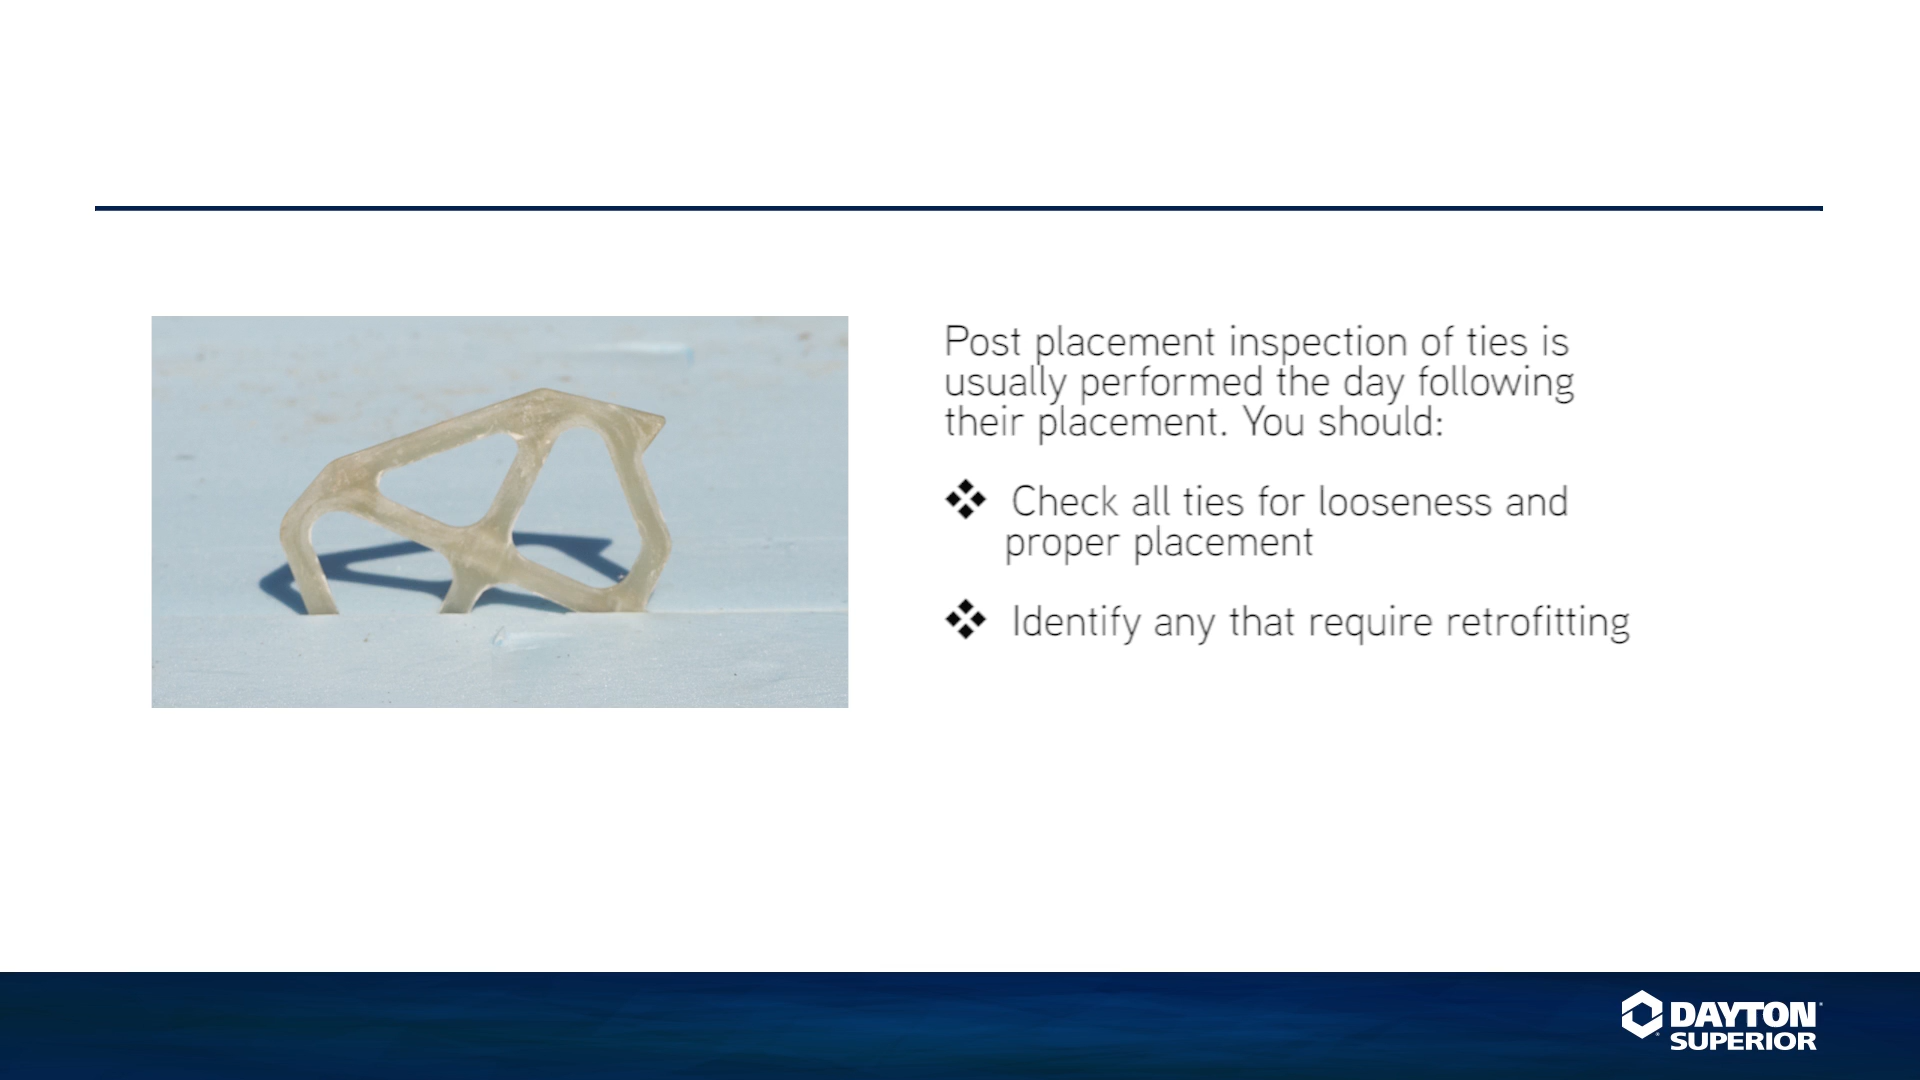 Post placement inspection of ties is
usually performed the day following
their placement. You should:
❖ Check all ties for looseness and
proper placement
❖ Identify any that require retrofitting
DAYTON
SUPERIOR